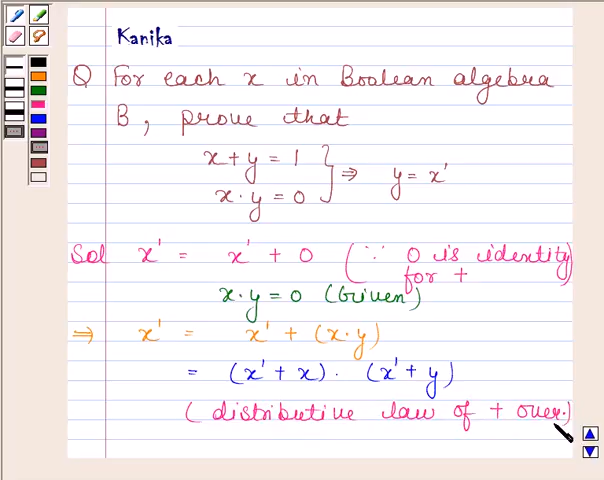 Kanika
Q For each x in Boolean algebra
B, prove that
x + y = 1
x · y = 0 } ⇒ y = x'
Sol x' = x' + 0 (∵ 0 is identity
for +)
x · y = 0 (Given)
⇒ x' = x' + (x · y)
= (x' + x) · (x' + y)
(distributive law of + over ·)